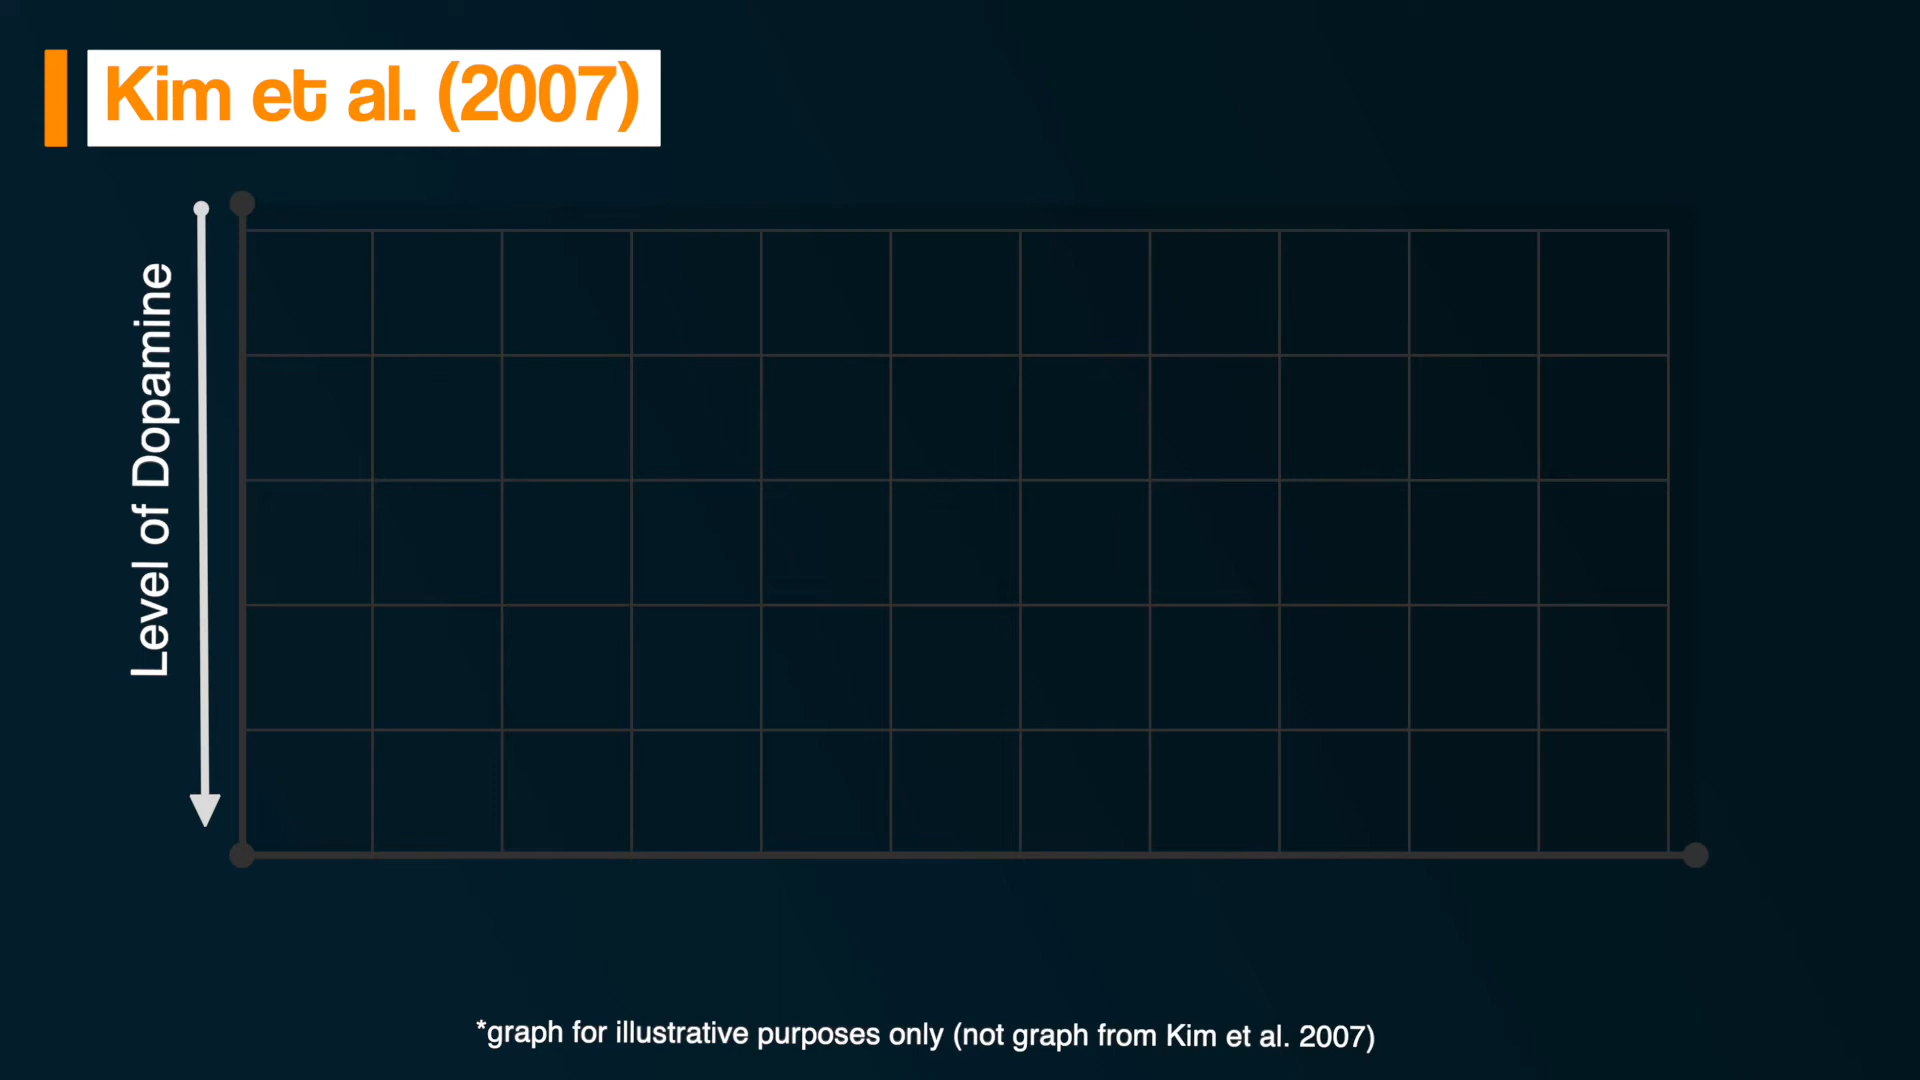 Kim et al. (2007)
Level of Dopamine
*graph for illustrative purposes only (not graph from Kim et al. 2007)